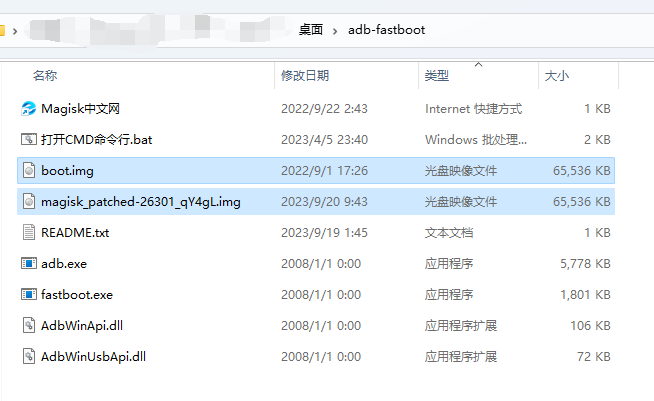 桌面 › adb-fastboot
名称 修改日期 类型 大小
Magisk中文网 2022/9/22 2:43 Internet 快捷方式 1 KB
打开CMD命令行.bat 2023/4/5 23:40 Windows 批处理... 2 KB
boot.img 2022/9/1 17:26 光盘映像文件 65,536 KB
magisk_patched-26301_qY4gL.img 2023/9/20 9:43 光盘映像文件 65,536 KB
README.txt 2023/9/19 1:45 文本文档 1 KB
adb.exe 2008/1/1 0:00 应用程序 5,778 KB
fastboot.exe 2008/1/1 0:00 应用程序 1,801 KB
AdbWinApi.dll 2008/1/1 0:00 应用程序扩展 106 KB
AdbWinUsbApi.dll 2008/1/1 0:00 应用程序扩展 72 KB